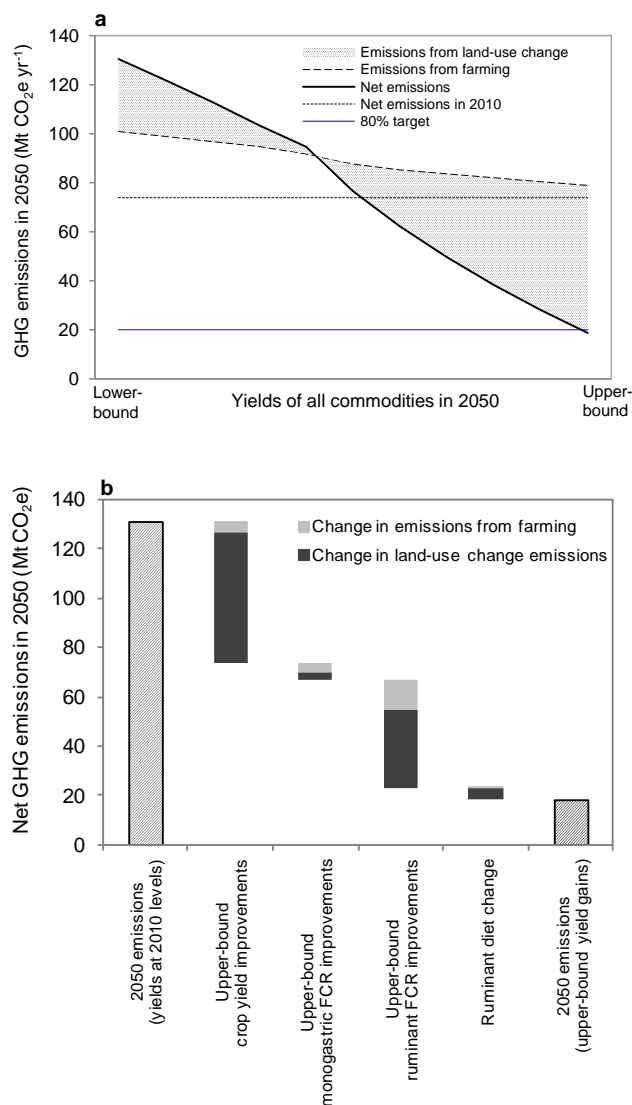 a
GHG emissions in 2050 (Mt CO₂e yr⁻¹)
140
120
100
80
60
40
20
0
Emissions from land-use change
Emissions from farming
Net emissions
Net emissions in 2010
80% target
Lower-
bound
Yields of all commodities in 2050
Upper-
bound
b
Net GHG emissions in 2050 (Mt CO₂e)
140
120
100
80
60
40
20
0
Change in emissions from farming
Change in land-use change emissions
2050 emissions
(yields at 2010 levels)
Upper-bound
crop yield improvements
Upper-bound
monogastric FCR improvements
Upper-bound
ruminant FCR improvements
Ruminant diet change
2050 emissions
(upper-bound yield gains)